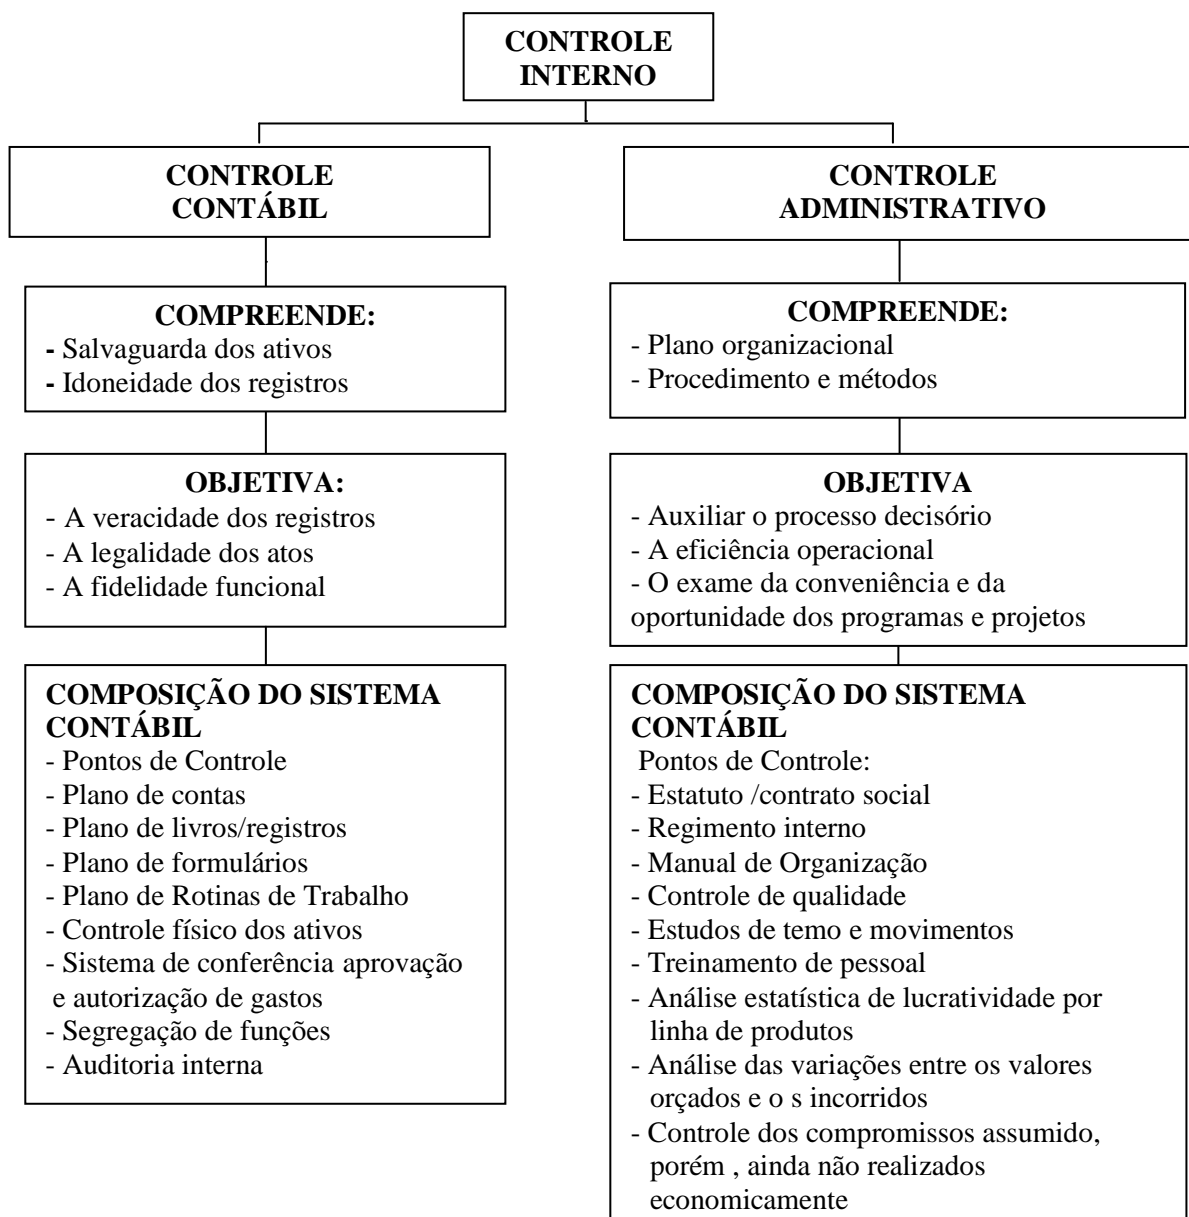 CONTROLE
INTERNO
CONTROLE
CONTÁBIL
COMPREENDE:
- Salvaguarda dos ativos
- Idoneidade dos registros
OBJETIVA:
- A veracidade dos registros
- A legalidade dos atos
- A fidelidade funcional
COMPOSIÇÃO DO SISTEMA
CONTÁBIL
- Pontos de Controle
- Plano de contas
- Plano de livros/registros
- Plano de formulários
- Plano de Rotinas de Trabalho
- Controle físico dos ativos
- Sistema de conferência aprovação
e autorização de gastos
- Segregação de funções
- Auditoria interna
CONTROLE
ADMINISTRATIVO
COMPREENDE:
- Plano organizacional
- Procedimento e métodos
OBJETIVA
- Auxiliar o processo decisório
- A eficiência operacional
- O exame da conveniência e da
oportunidade dos programas e projetos
COMPOSIÇÃO DO SISTEMA
CONTÁBIL
Pontos de Controle:
- Estatuto /contrato social
- Regimento interno
- Manual de Organização
- Controle de qualidade
- Estudos de temo e movimentos
- Treinamento de pessoal
- Análise estatística de lucratividade por
linha de produtos
- Análise das variações entre os valores
orçados e o s incorridos
- Controle dos compromissos assumido,
porém , ainda não realizados
economicamente